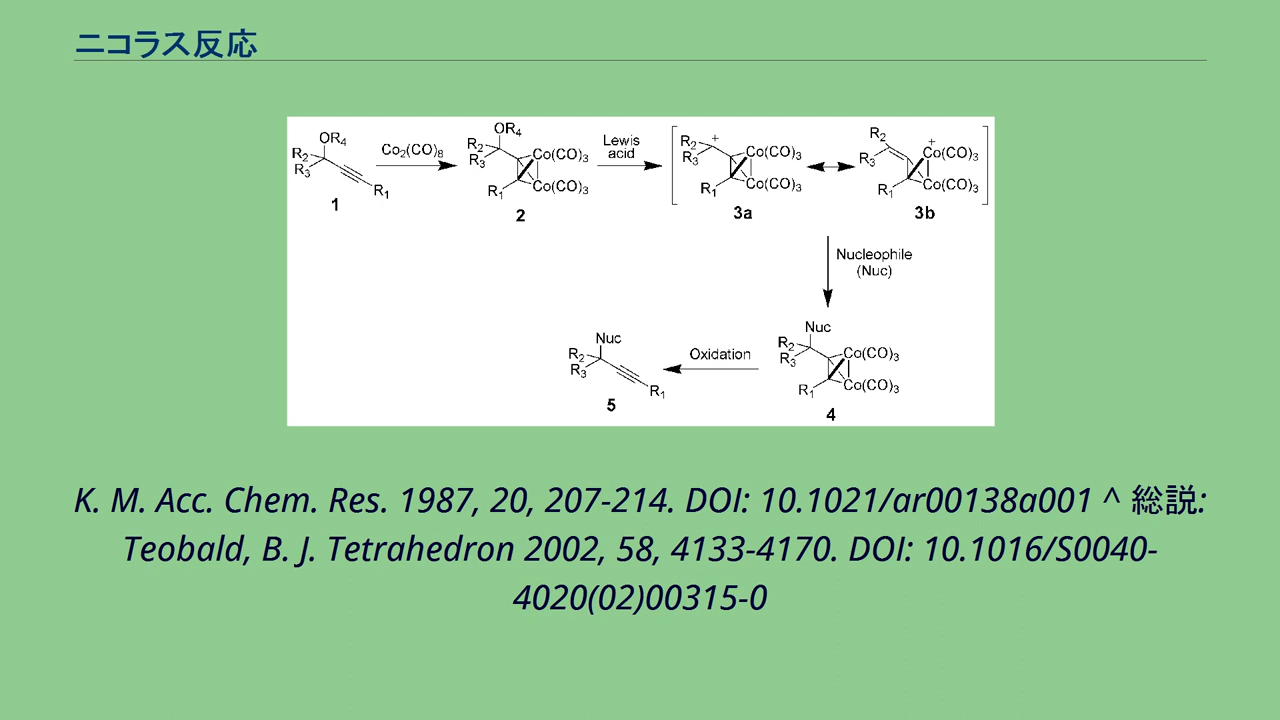 ニコラス反応
OR₄
R₂
R₃
R₁
1
Co₂(CO)₈
OR₄
R₂
R₃
Co(CO)₃
Co(CO)₃
R₁
2
Lewis
acid
R₂
+
R₃
Co(CO)₃
Co(CO)₃
R₁
3a
R₂
+
R₃
Co(CO)₃
Co(CO)₃
R₁
3b
Nucleophile
(Nuc)
Nuc
R₂
R₃
Co(CO)₃
Co(CO)₃
R₁
4
Oxidation
Nuc
R₂
R₃
R₁
5
K. M. Acc. Chem. Res. 1987, 20, 207-214. DOI: 10.1021/ar00138a001 ^ 総説:
Teobald, B. J. Tetrahedron 2002, 58, 4133-4170. DOI: 10.1016/S0040-
4020(02)00315-0